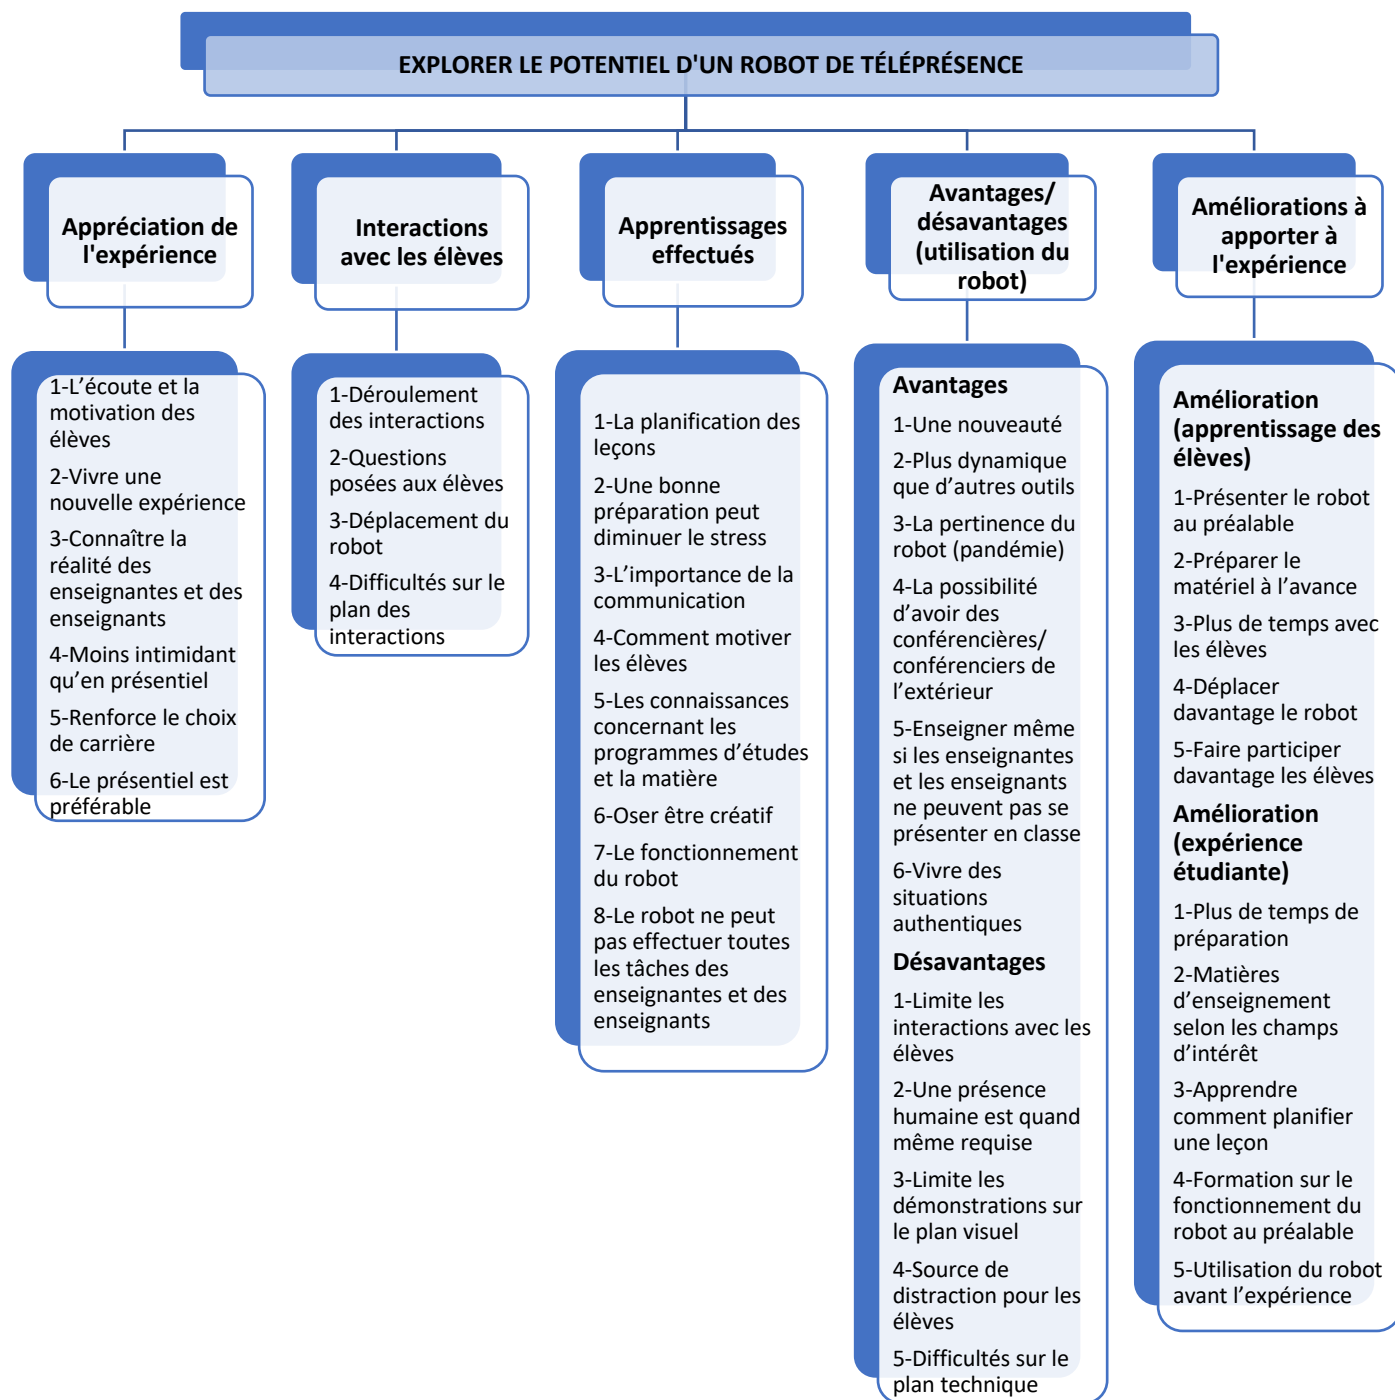 EXPLORER LE POTENTIEL D'UN ROBOT DE TÉLÉPRÉSENCE
Appréciation de
l'expérience
1-L’écoute et la
motivation des
élèves
2-Vivre une
nouvelle expérience
3-Connaître la
réalité des
enseignantes et des
enseignants
4-Moins intimidant
qu’en présentiel
5-Renforce le choix
de carrière
6-Le présentiel est
préférable
Interactions
avec les élèves
1-Déroulement
des interactions
2-Questions
posées aux élèves
3-Déplacement du
robot
4-Difficultés sur le
plan des
interactions
Apprentissages
effectués
1-La planification des
leçons
2-Une bonne
préparation peut
diminuer le stress
3-L’importance de la
communication
4-Comment motiver
les élèves
5-Les connaissances
concernant les
programmes d’études
et la matière
6-Oser être créatif
7-Le fonctionnement
du robot
8-Le robot ne peut
pas effectuer toutes
les tâches des
enseignantes et des
enseignants
Avantages/
désavantages
(utilisation du
robot)
Avantages
1-Une nouveauté
2-Plus dynamique
que d’autres outils
3-La pertinence du
robot (pandémie)
4-La possibilité
d’avoir des
conférencières/
conférenciers de
l’extérieur
5-Enseigner même
si les enseignantes
et les enseignants
ne peuvent pas se
présenter en classe
6-Vivre des
situations
authentiques
Désavantages
1-Limite les
interactions avec les
élèves
2-Une présence
humaine est quand
même requise
3-Limite les
démonstrations sur
le plan visuel
4-Source de
distraction pour les
élèves
5-Difficultés sur le
plan technique
Améliorations à
apporter à
l'expérience
Amélioration
(apprentissage des
élèves)
1-Présenter le robot
au préalable
2-Préparer le
matériel à l’avance
3-Plus de temps avec
les élèves
4-Déplacer
davantage le robot
5-Faire participer
davantage les élèves
Amélioration
(expérience
étudiante)
1-Plus de temps de
préparation
2-Matières
d’enseignement
selon les champs
d’intérêt
3-Apprendre
comment planifier
une leçon
4-Formation sur le
fonctionnement du
robot au préalable
5-Utilisation du robot
avant l’expérience